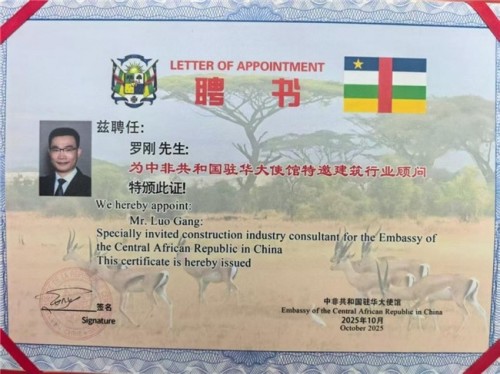 LETTER OF APPOINTMENT
聘 书
兹聘任:
罗刚 先生:
为中非共和国驻华大使馆特邀建筑行业顾问
特颁此证!
We hereby appoint:
Mr. Luo Gang:
Specially invited construction industry consultant for the Embassy of
the Central African Republic in China
This certificate is hereby issued
签名
Signature
中非共和国驻华大使馆
Embassy of the Central African Republic in China
2025年10月
October 2025